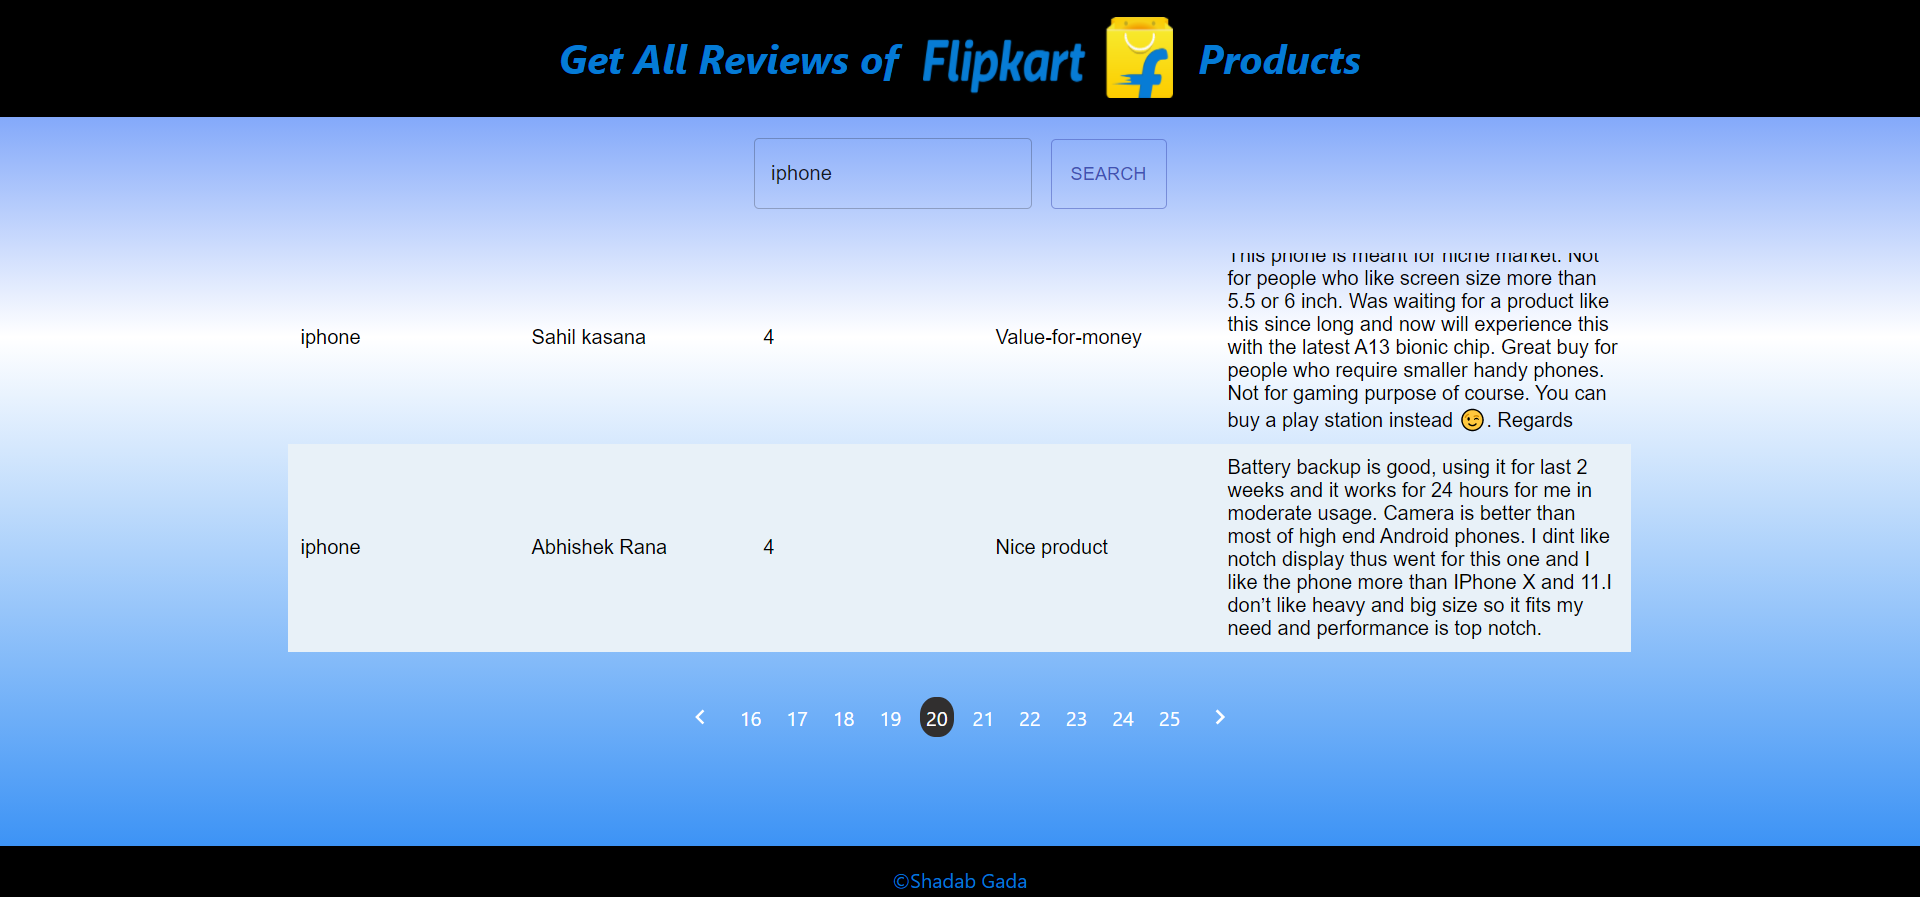 Get All Reviews of Flipkart Products
iphone
SEARCH
This phone is meant for niche market. Not
for people who like screen size more than
5.5 or 6 inch. Was waiting for a product like
this since long and now will experience this
with the latest A13 bionic chip. Great buy for
people who require smaller handy phones.
Not for gaming purpose of course. You can
buy a play station instead 😉. Regards
iphone
Sahil kasana
4
Value-for-money
iphone
Abhishek Rana
4
Nice product
Battery backup is good, using it for last 2
weeks and it works for 24 hours for me in
moderate usage. Camera is better than
most of high end Android phones. I dint like
notch display thus went for this one and I
like the phone more than IPhone X and 11.I
don’t like heavy and big size so it fits my
need and performance is top notch.
16 17 18 19 20 21 22 23 24 25
©Shadab Gada